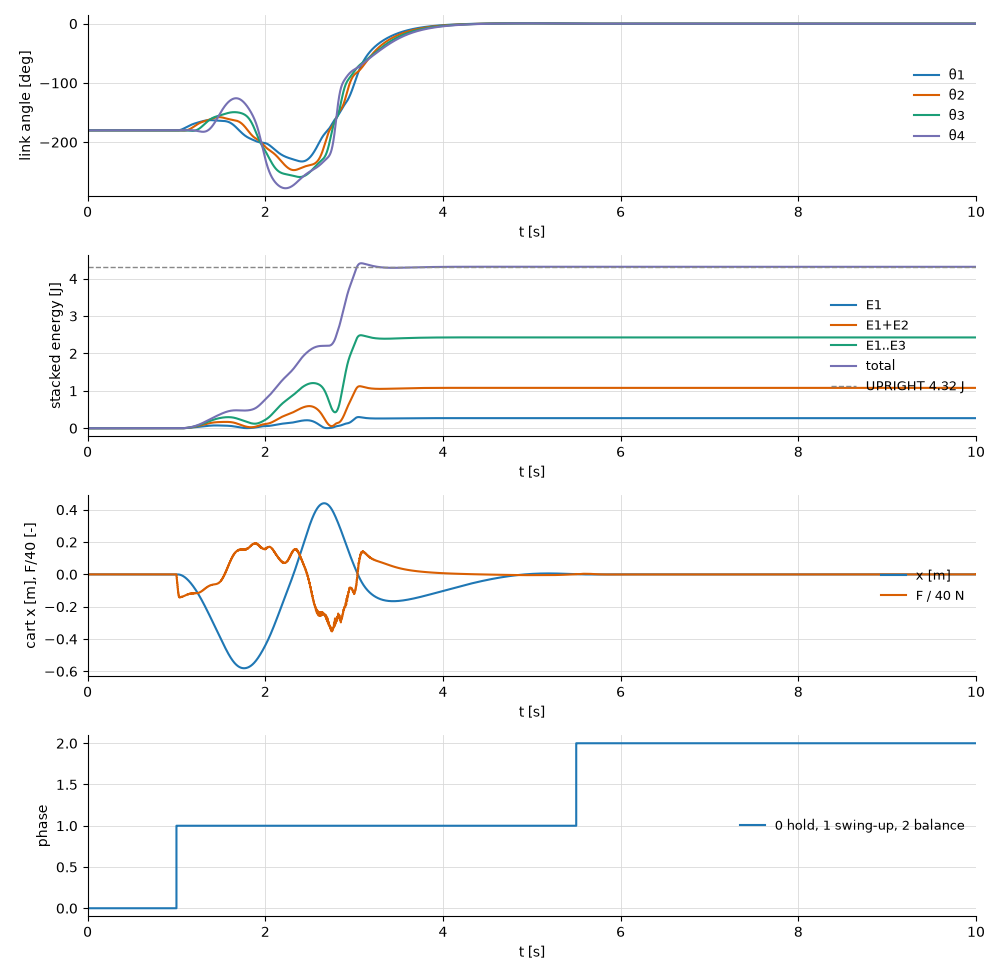 0
−100
−200
link angle [deg]
θ1
θ2
θ3
θ4
0 2 4 6 8 10
t [s]
4
3
2
1
0
stacked energy [J]
E1
E1+E2
E1..E3
total
UPRIGHT 4.32 J
0 2 4 6 8 10
t [s]
0.4
0.2
0.0
−0.2
−0.4
−0.6
cart x [m], F/40 [-]
x [m]
F / 40 N
0 2 4 6 8 10
t [s]
2.0
1.5
1.0
0.5
0.0
phase
0 hold, 1 swing-up, 2 balance
0 2 4 6 8 10
t [s]